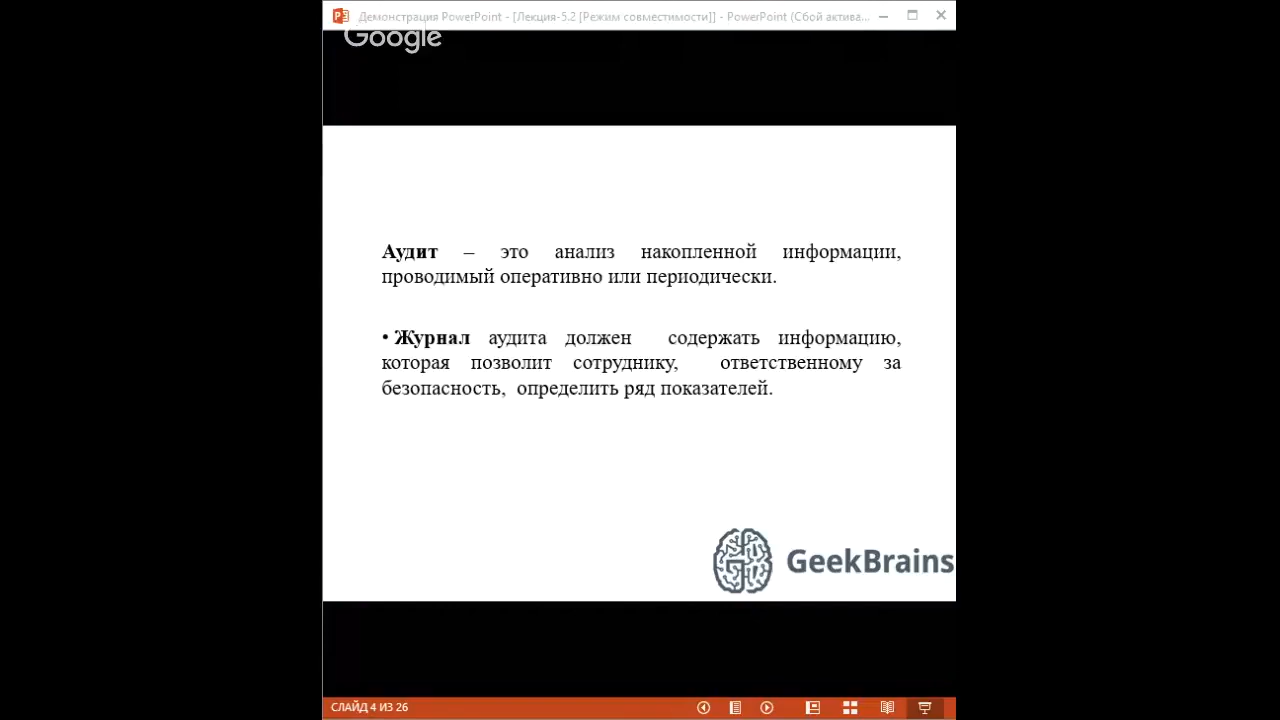 Демонстрация PowerPoint - [Лекция-5.2 [Режим совместимости]] - PowerPoint (Сбой актива...
Google
Аудит – это анализ накопленной информации,
проводимый оперативно или периодически.
• Журнал аудита должен содержать информацию,
которая позволит сотруднику, ответственному за
безопасность, определить ряд показателей.
GeekBrains
СЛАЙД 4 ИЗ 26